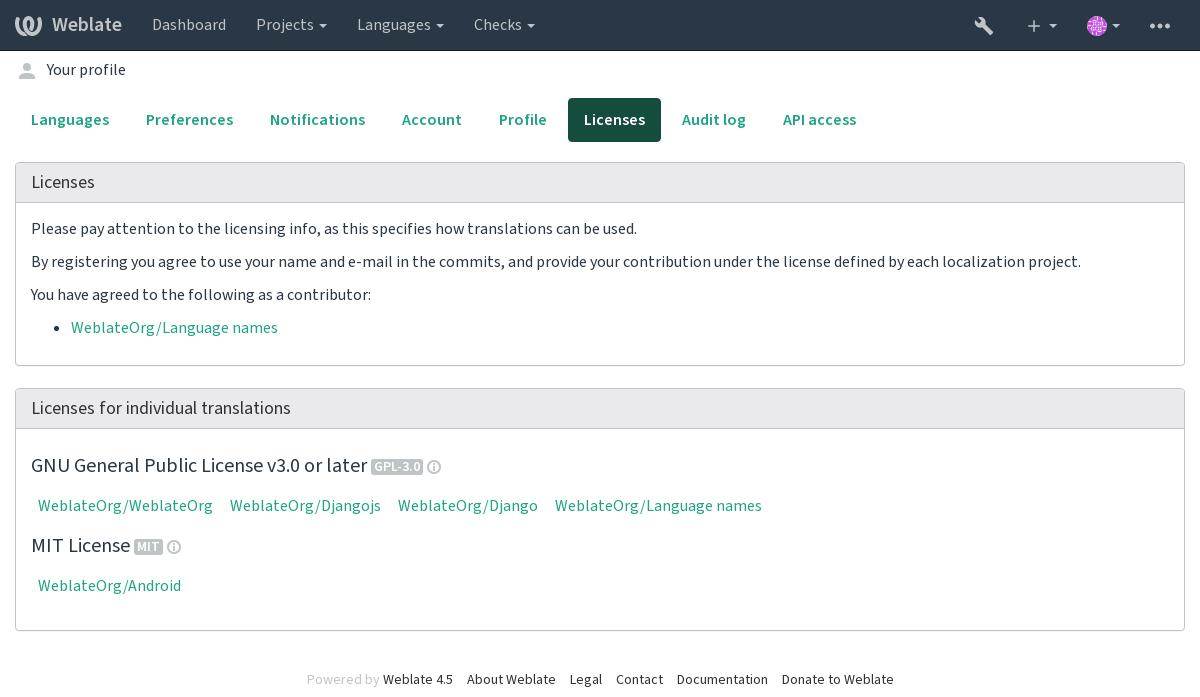 Weblate Dashboard Projects Languages Checks
Your profile
Languages Preferences Notifications Account Profile Licenses Audit log API access
Licenses
Please pay attention to the licensing info, as this specifies how translations can be used.
By registering you agree to use your name and e-mail in the commits, and provide your contribution under the license defined by each localization project.
You have agreed to the following as a contributor:
WeblateOrg/Language names
Licenses for individual translations
GNU General Public License v3.0 or later GPL-3.0
WeblateOrg/WeblateOrg WeblateOrg/Djangojs WeblateOrg/Django WeblateOrg/Language names
MIT License MIT
WeblateOrg/Android
Powered by Weblate 4.5 About Weblate Legal Contact Documentation Donate to Weblate